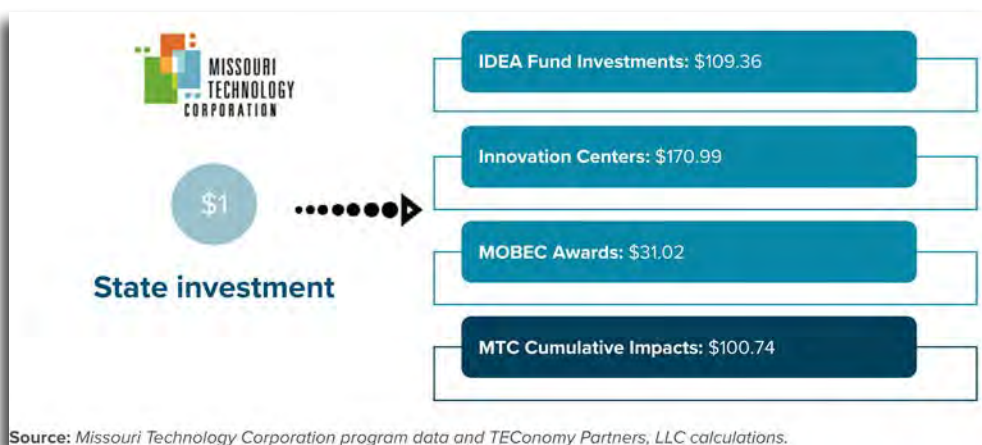 MISSOURI
TECHNOLOGY
CORPORATION
$1
State investment
IDEA Fund Investments: $109.36
Innovation Centers: $170.99
MOBEC Awards: $31.02
MTC Cumulative Impacts: $100.74
Source: Missouri Technology Corporation program data and TEConomy Partners, LLC calculations.